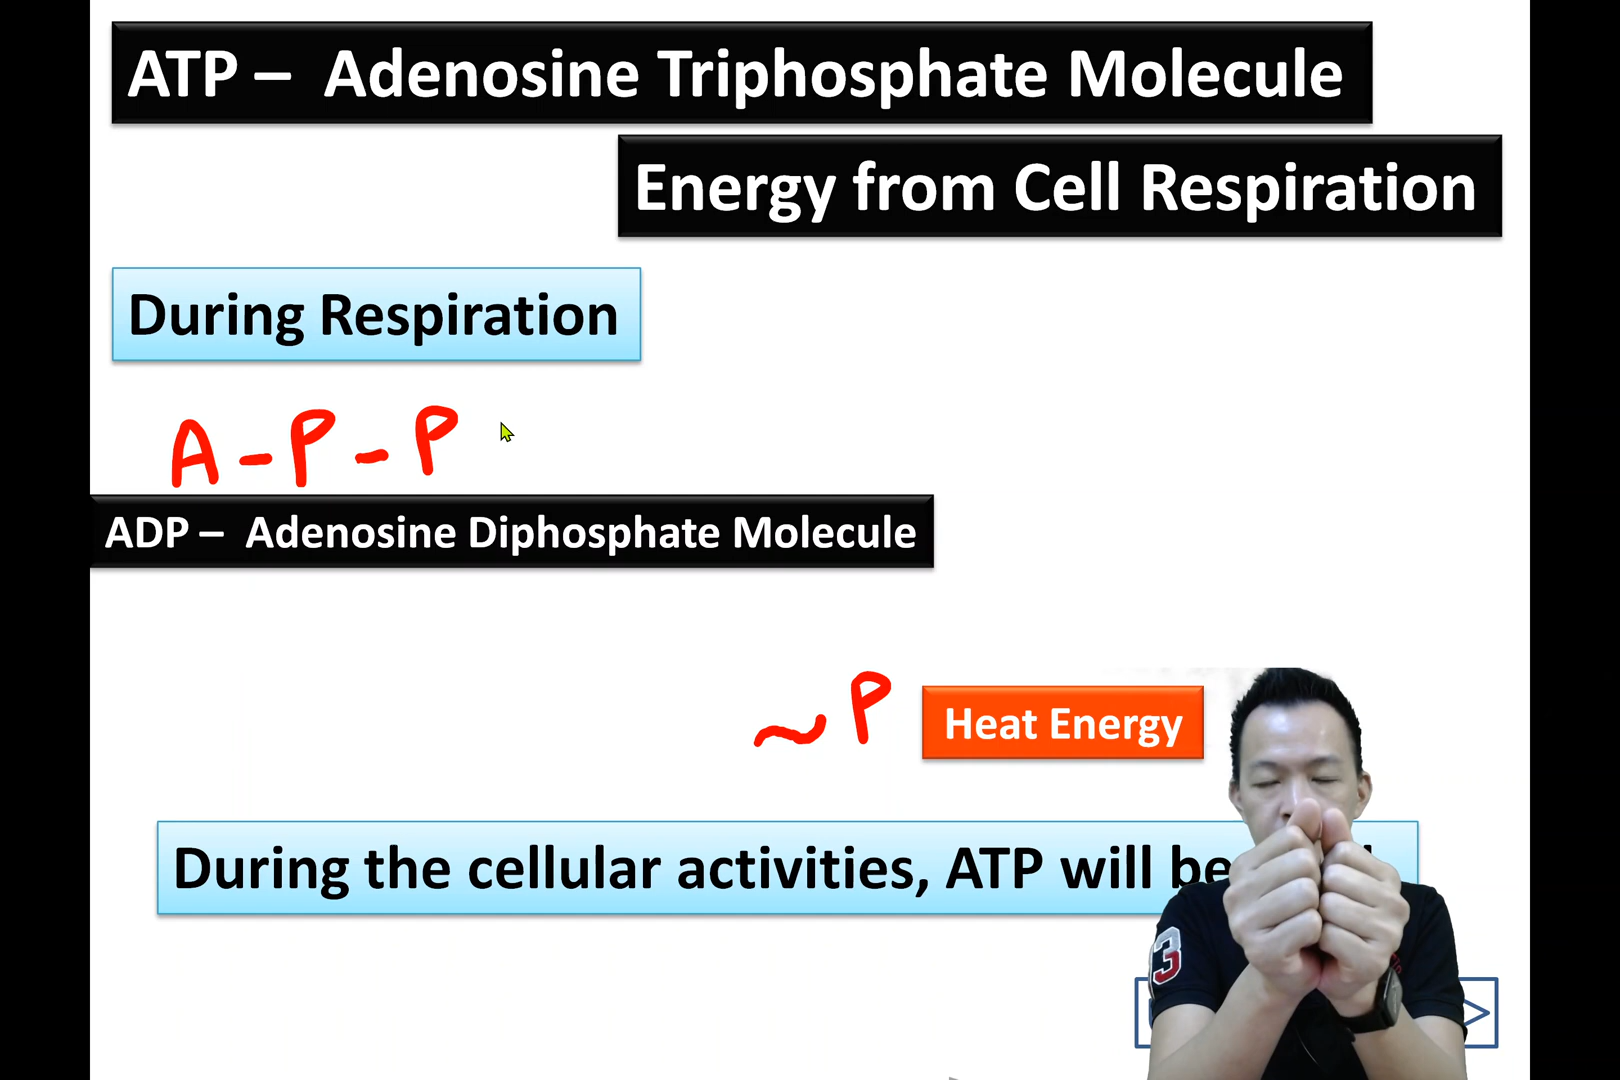 ATP – Adenosine Triphosphate Molecule
Energy from Cell Respiration
During Respiration
A - P - P
ADP – Adenosine Diphosphate Molecule
~ P
Heat Energy
During the cellular activities, ATP will be
3